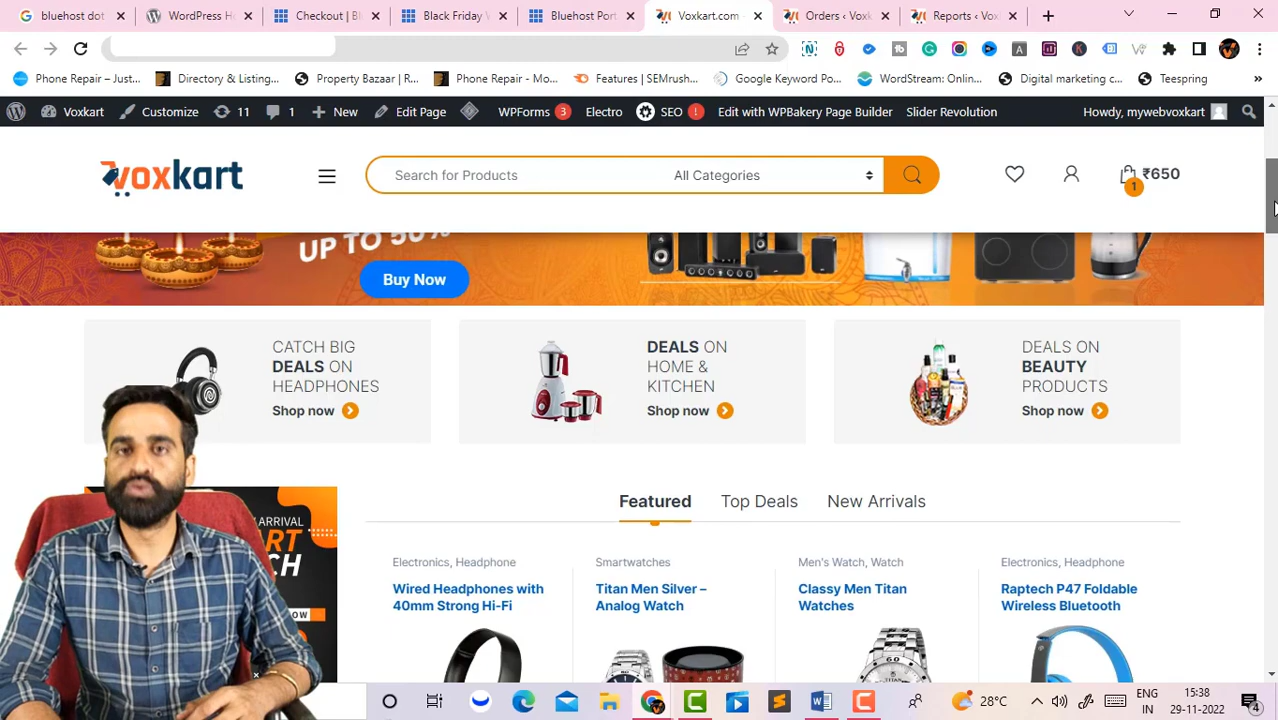 bluehost dot
WordPress H
Checkout | Bl
Black Friday
Bluehost Port
Voxkart.com -
Orders ‹ Voxk
Reports ‹ Vox
Phone Repair – Just...
Directory & Listing...
Property Bazaar | R...
Phone Repair - Mo...
Features | SEMrush...
Google Keyword Po...
WordStream: Onlin...
Digital marketing c...
Teespring
Voxkart
Customize
11
1
New
Edit Page
WPForms 3
Electro
SEO !
Edit with WPBakery Page Builder
Slider Revolution
Howdy, mywebvoxkart
voxkart
Search for Products
All Categories
₹650
1
UP TO 50%
Buy Now
CATCH BIG
DEALS ON
HEADPHONES
Shop now
DEALS ON
HOME &
KITCHEN
Shop now
DEALS ON
BEAUTY
PRODUCTS
Shop now
ARRIVAL
Featured
Top Deals
New Arrivals
Electronics, Headphone
Wired Headphones with
40mm Strong Hi-Fi
Smartwatches
Titan Men Silver –
Analog Watch
Men's Watch, Watch
Classy Men Titan
Watches
Electronics, Headphone
Raptech P47 Foldable
Wireless Bluetooth
28°C
ENG
IN
15:38
29-11-2022
4